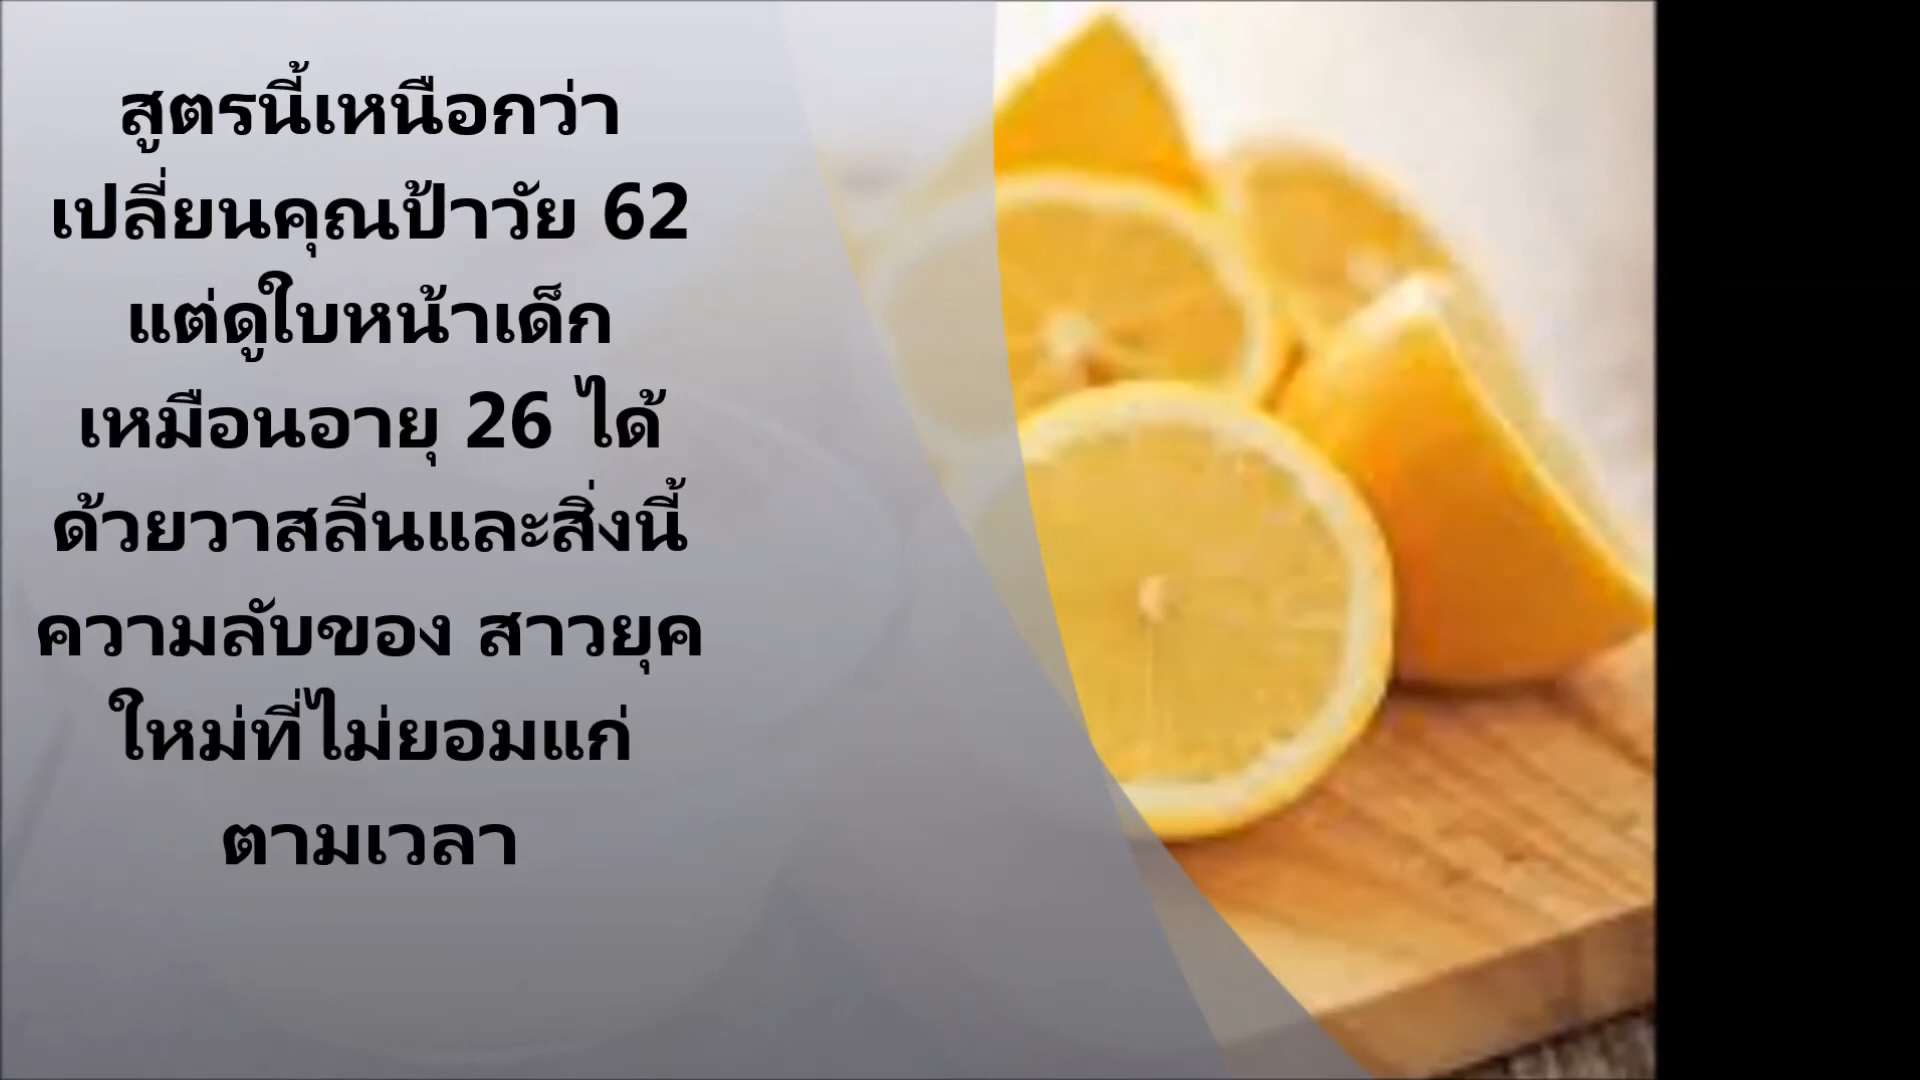 สูตรนี้เหนือกว่า
เปลี่ยนคุณป้าวัย 62
แต่ดูใบหน้าเด็ก
เหมือนอายุ 26 ได้
ด้วยวาสลีนและสิ่งนี้
ความลับของ สาวยุค
ใหม่ที่ไม่ยอมแก่
ตามเวลา